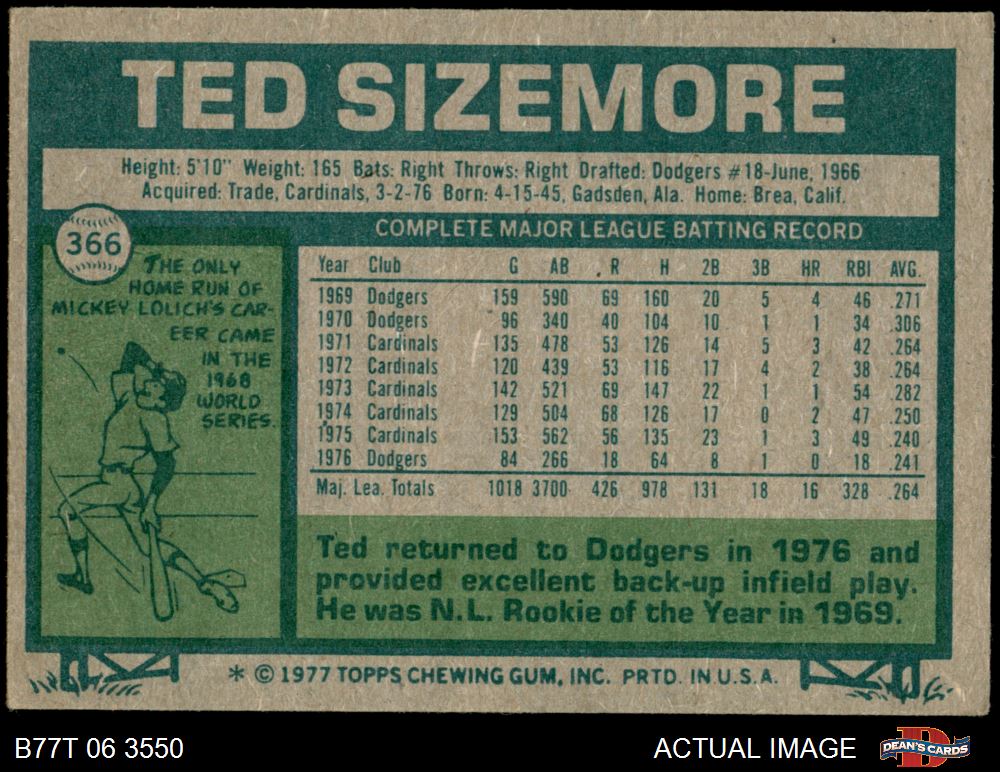 TED SIZEMORE
Height: 5'10" Weight: 165 Bats: Right Throws: Right Drafted: Dodgers #18-June, 1966
Acquired: Trade, Cardinals, 3-2-76 Born: 4-15-45, Gadsden, Ala. Home: Brea, Calif.
366
THE ONLY
HOME RUN OF
MICKEY LOLICH'S CAR-
EER CAME
IN THE
1968
WORLD
SERIES.
COMPLETE MAJOR LEAGUE BATTING RECORD
Year Club G AB R H 2B 3B HR RBI AVG.
1969 Dodgers 159 590 69 160 20 5 4 46 .271
1970 Dodgers 96 340 40 104 10 1 1 34 .306
1971 Cardinals 135 478 53 126 14 5 3 42 .264
1972 Cardinals 120 439 53 116 17 4 2 38 .264
1973 Cardinals 142 521 69 147 22 1 1 54 .282
1974 Cardinals 129 504 68 126 17 0 2 47 .250
1975 Cardinals 153 562 56 135 23 1 3 49 .240
1976 Dodgers 84 266 18 64 8 1 0 18 .241
Maj. Lea. Totals 1018 3700 426 978 131 18 16 328 .264
Ted returned to Dodgers in 1976 and
provided excellent back-up infield play.
He was N.L. Rookie of the Year in 1969.
* © 1977 TOPPS CHEWING GUM, INC. PRTD. IN U.S.A.
B77T 06 3550
ACTUAL IMAGE
D
DEAN'S CARDS